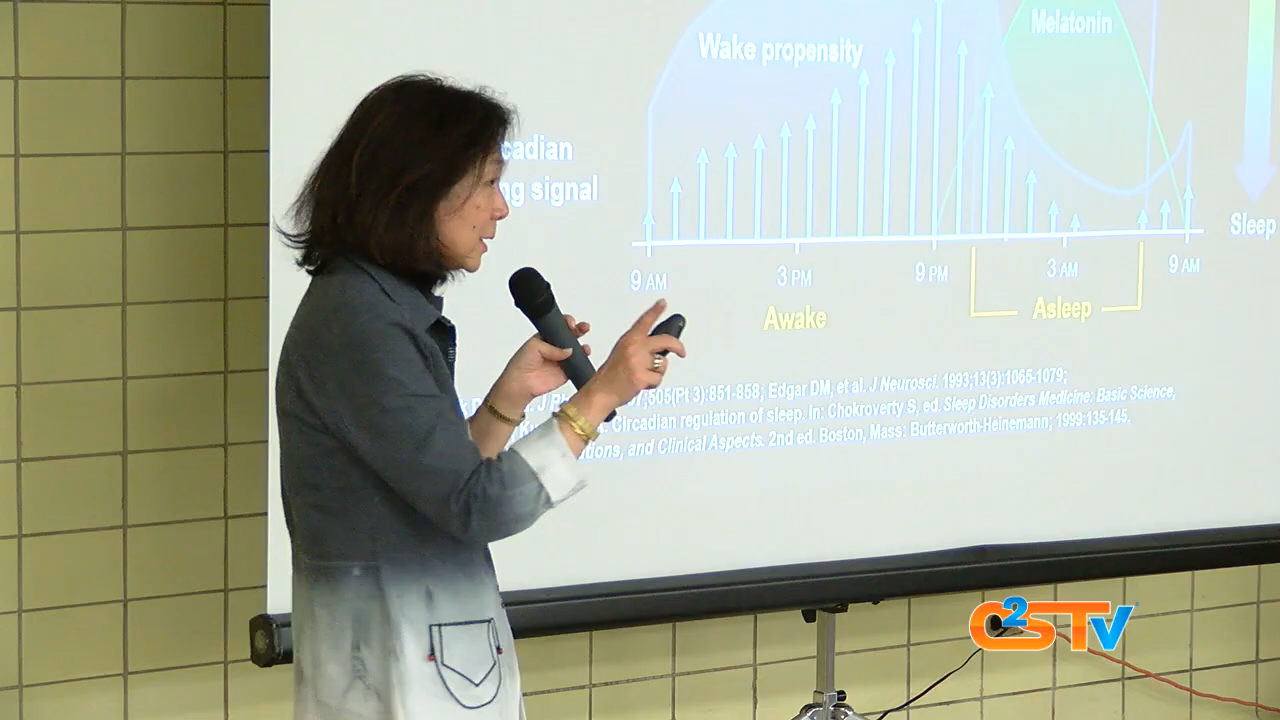 Melatonin
Wake propensity
cadian
ng signal
Sleep
9 AM 3 PM 9 PM 3 AM 9 AM
Awake Asleep
505(Pt 3):851-858; Edgar DM, et al. J Neurosci. 1993;13(3):1065-1079;
Circadian regulation of sleep. In: Chokroverty S, ed. Sleep Disorders Medicine: Basic Science,
tions, and Clinical Aspects. 2nd ed. Boston, Mass: Butterworth-Heinemann; 1999:135-145.
C2STV